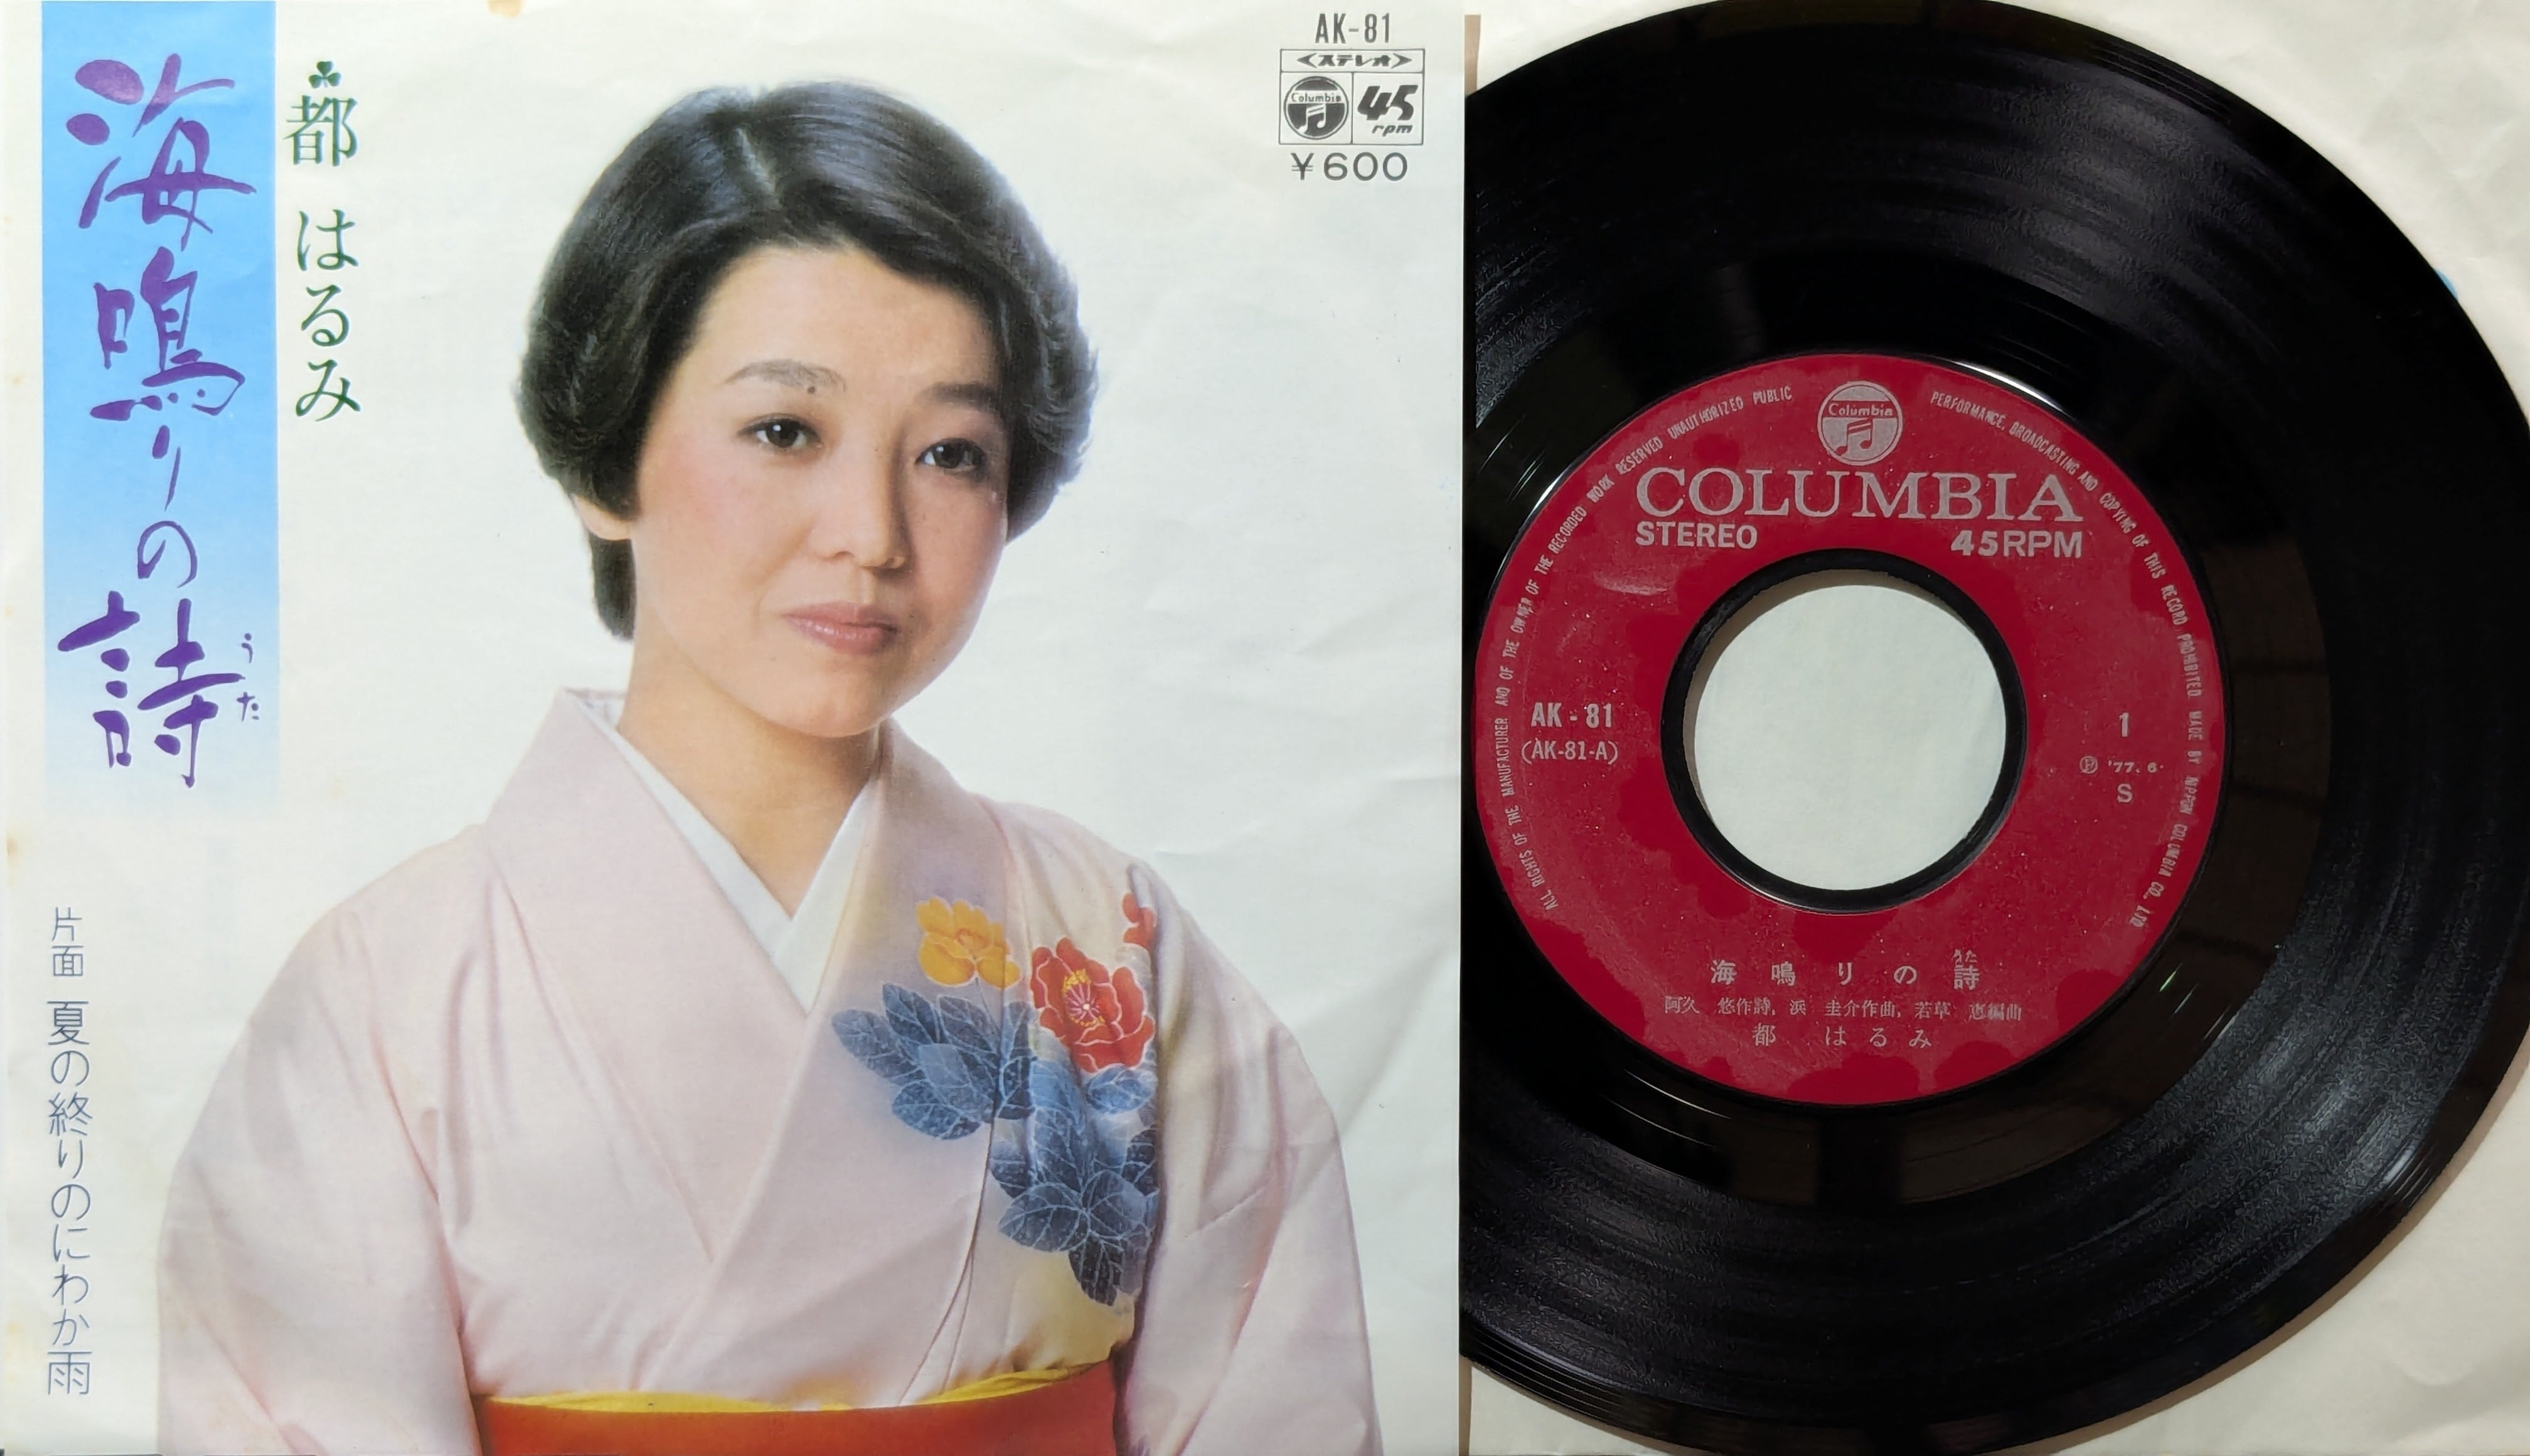 海鳴りの詩
うた
都 はるみ
片面 夏の終りのにわか雨
AK-81
<ステレオ>
Columbia
45
rpm
¥600
ALL RIGHTS OF THE MANUFACTURER AND OF THE OWNER OF THE RECORDED WORK RESERVED UNAUTHORIZED PUBLIC PERFORMANCE, BROADCASTING AND COPYING OF THIS RECORD PROHIBITED MADE BY NIPPON COLUMBIA CO., LTD
Columbia
COLUMBIA
STEREO 45RPM
AK-81
(AK-81-A)
1
Ⓟ '77. 6.
S
うた
海鳴りの詩
阿久 悠作詩, 浜 圭介作曲, 若草 恵編曲
都 はるみ